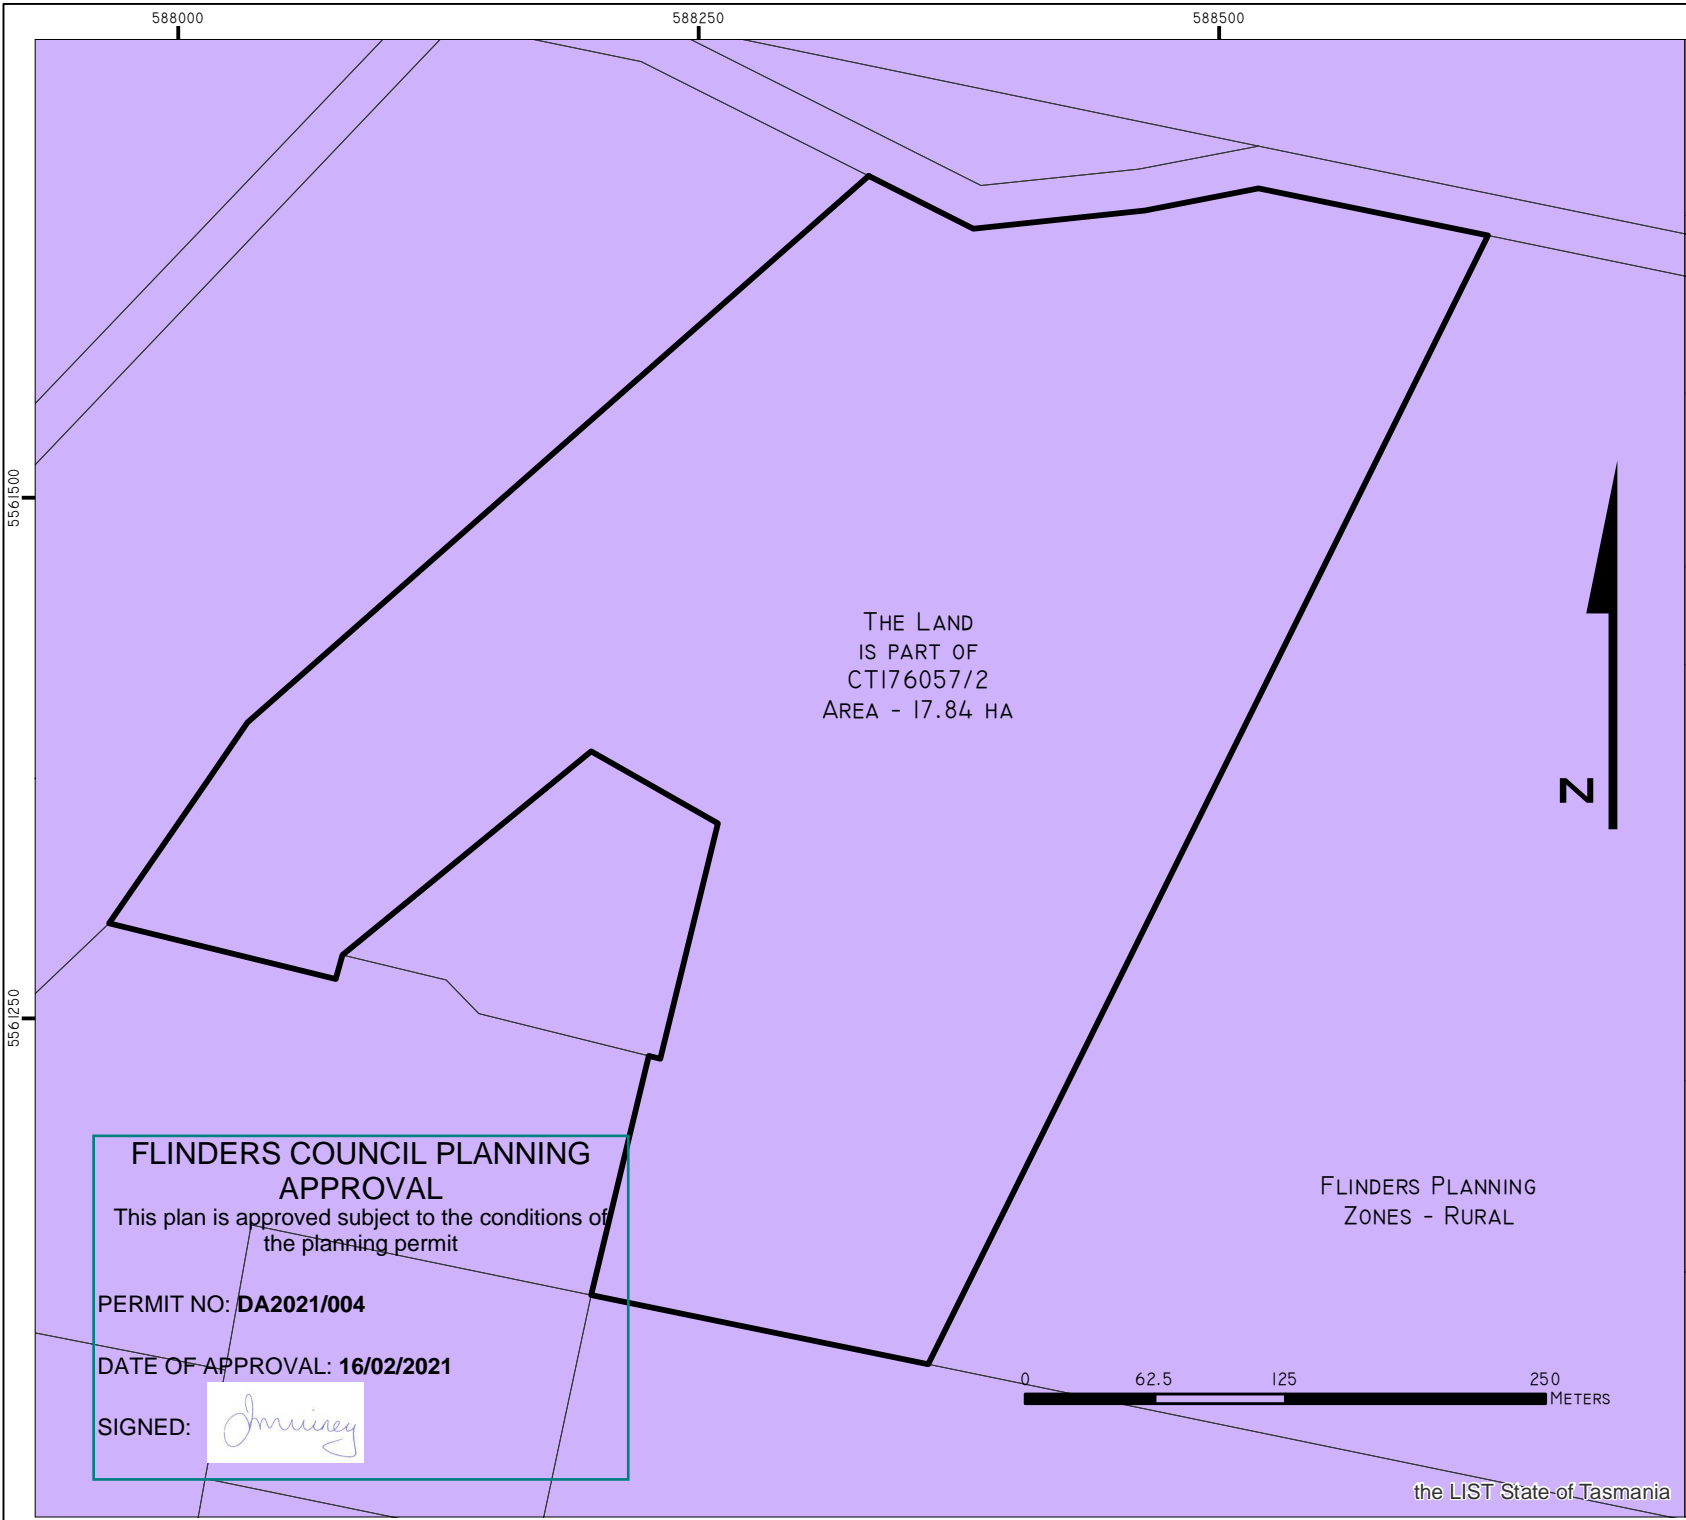 588000
588250
588500
5561500
5561250
THE LAND
IS PART OF
CT176057/2
AREA - 17.84 HA
N
FLINDERS PLANNING
ZONES - RURAL
FLINDERS COUNCIL PLANNING
APPROVAL
This plan is approved subject to the conditions of
the planning permit
PERMIT NO: DA2021/004
DATE OF APPROVAL: 16/02/2021
SIGNED:
0 62.5 125 250
METERS
the LIST State of Tasmania